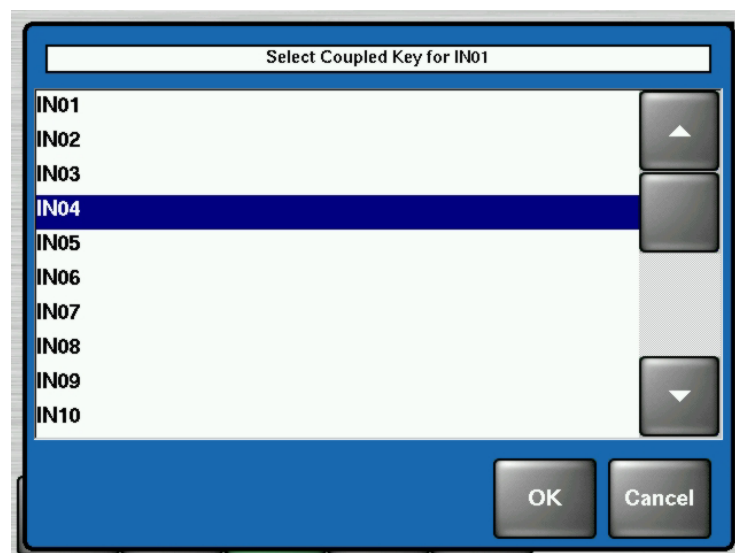 Select Coupled Key for IN01
IN01
IN02
IN03
IN04
IN05
IN06
IN07
IN08
IN09
IN10
OK
Cancel